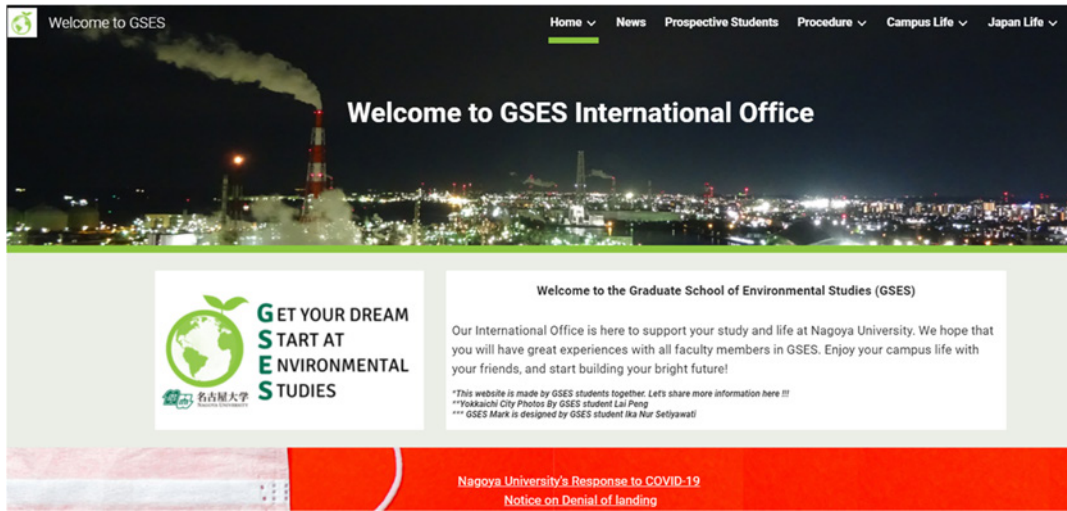 Welcome to GSES
Home
News
Prospective Students
Procedure
Campus Life
Japan Life
Welcome to GSES International Office
GET YOUR DREAM
START AT
ENVIRONMENTAL
STUDIES
名古屋大学
NAGOYA UNIVERSITY
Welcome to the Graduate School of Environmental Studies (GSES)
Our International Office is here to support your study and life at Nagoya University. We hope that
you will have great experiences with all faculty members in GSES. Enjoy your campus life with
your friends, and start building your bright future!
*This website is made by GSES students together. Let's share more information here !!!
**Yokkaichi City Photos By GSES student Lai Peng
*** GSES Mark is designed by GSES student Ika Nur Setiyawati
Nagoya University's Response to COVID-19
Notice on Denial of landing